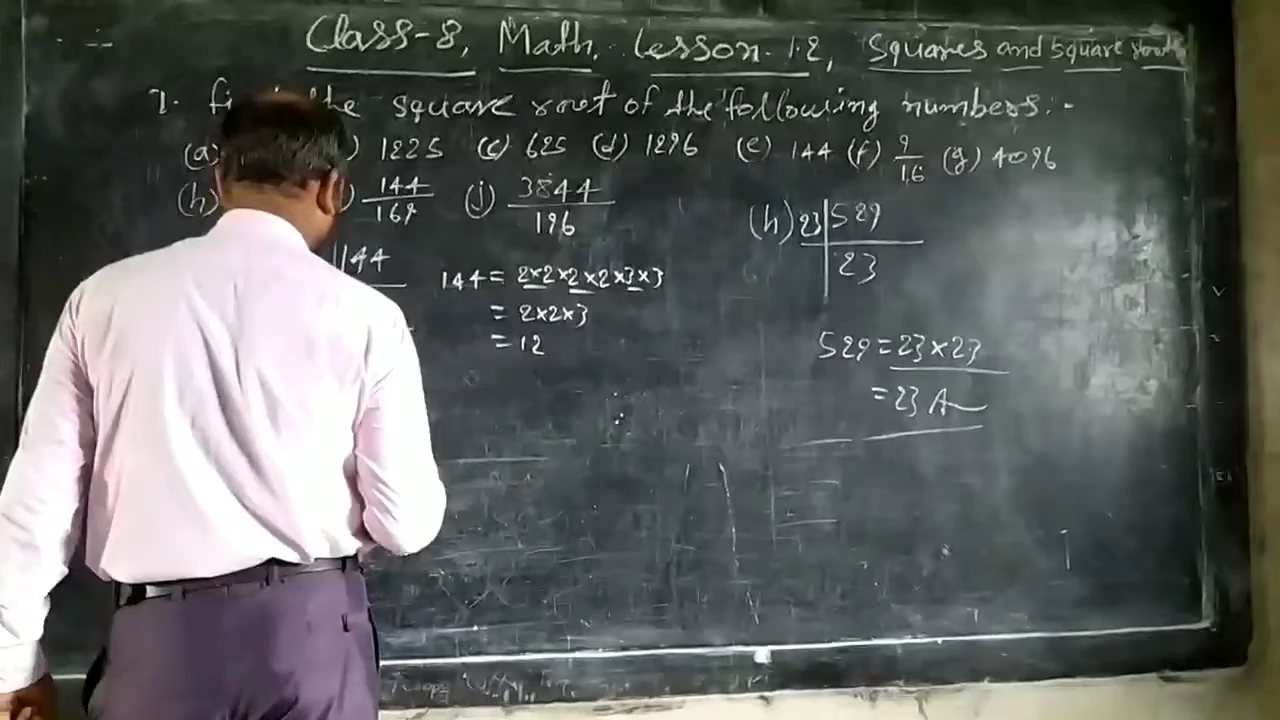 Class-8, Math, Lesson-1.2, Squares and square root
the square root of the following numbers:-
(a) 1225 (c) 625 (d) 1296 (e) 144 (f) 9/16 (g) 4096
(h) 144/169 (j) 3844/196
144
144 = 2×2×2×2×3×3
= 2×2×3
= 12
(h) 23 529
23
529 = 23×23
= 23